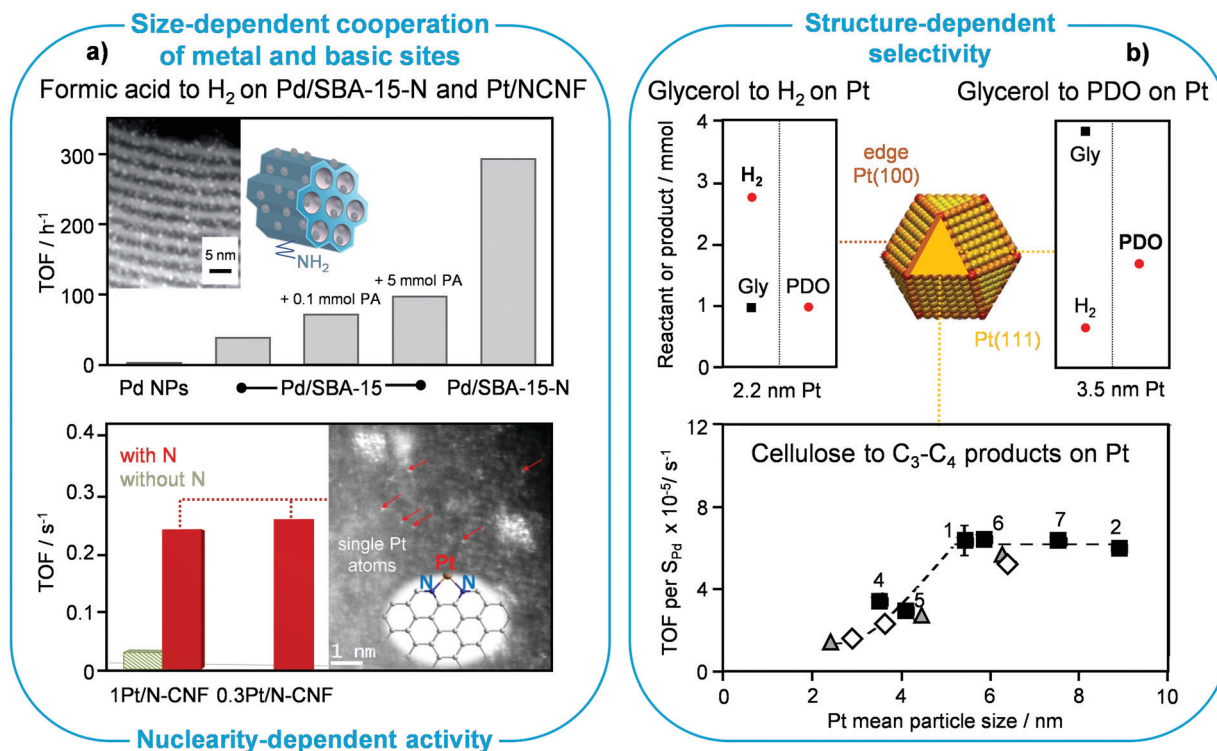 Size-dependent cooperation
of metal and basic sites
a)
Formic acid to H₂ on Pd/SBA-15-N and Pt/NCNF
TOF / h⁻¹
300
200
100
0
5 nm
NH₂
+ 0.1 mmol PA
+ 5 mmol PA
Pd NPs
Pd/SBA-15
Pd/SBA-15-N
TOF / s⁻¹
0.4
0.3
0.2
0.1
0
with N
without N
single Pt
atoms
Pt
N N
1 nm
1Pt/N-CNF 0.3Pt/N-CNF
Nuclearity-dependent activity
Structure-dependent
selectivity
b)
Glycerol to H₂ on Pt
Glycerol to PDO on Pt
Reactant or product / mmol
4
3
2
1
0
H₂
Gly
PDO
2.2 nm Pt
edge
Pt(100)
Pt(111)
Gly
PDO
H₂
3.5 nm Pt
Cellulose to C₃-C₄ products on Pt
TOF per S_Pd x 10⁻⁵/ s⁻¹
12
8
4
0
4
5
1
6
7
2
0 2 4 6 8 10
Pt mean particle size / nm